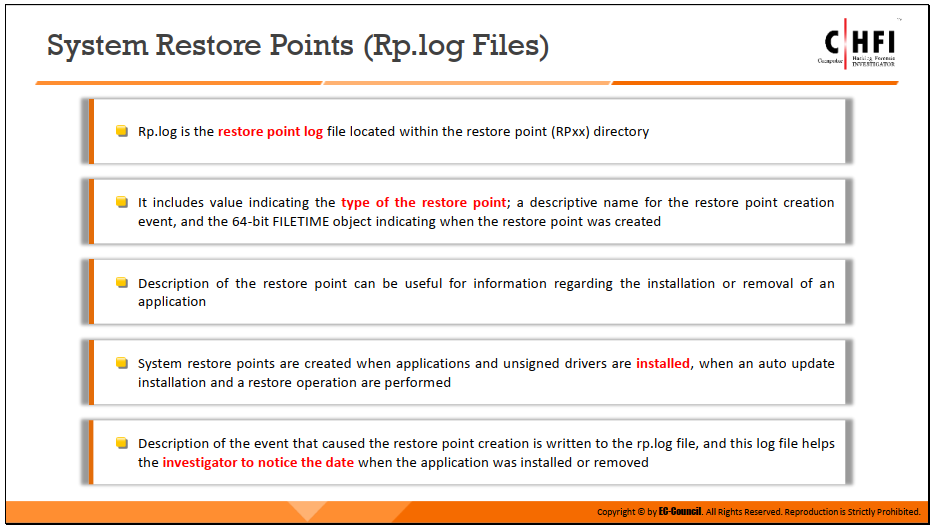 System Restore Points (Rp.log Files)
CHFI
Computer Hacking Forensic
INVESTIGATOR
Rp.log is the restore point log file located within the restore point (RPxx) directory
It includes value indicating the type of the restore point; a descriptive name for the restore point creation
event, and the 64-bit FILETIME object indicating when the restore point was created
Description of the restore point can be useful for information regarding the installation or removal of an
application
System restore points are created when applications and unsigned drivers are installed, when an auto update
installation and a restore operation are performed
Description of the event that caused the restore point creation is written to the rp.log file, and this log file helps
the investigator to notice the date when the application was installed or removed
Copyright © by EC-Council. All Rights Reserved. Reproduction is Strictly Prohibited.